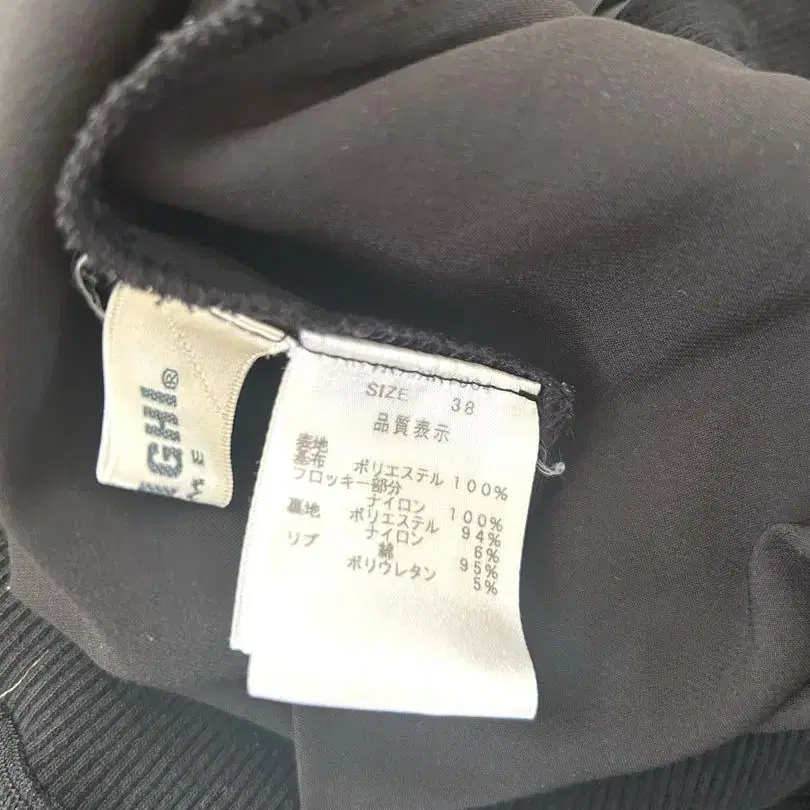 GHI®
SIZE 38
品質表示
表地
基布 ポリエステル 100%
フロッキー部分
ナイロン 100%
裏地 ポリエステル 94%
ナイロン 6%
リブ 綿 95%
ポリウレタン 5%